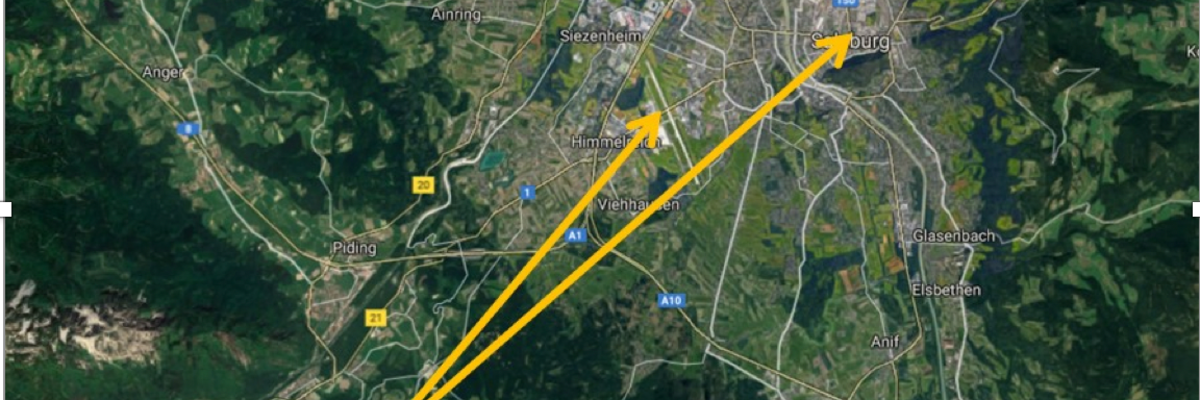 Ainring
Siezenheim
Salzburg
Anger
8
Himmelreich
20
1
Viehhausen
A1
Piding
Glasenbach
A10
Elsbethen
21
Anif